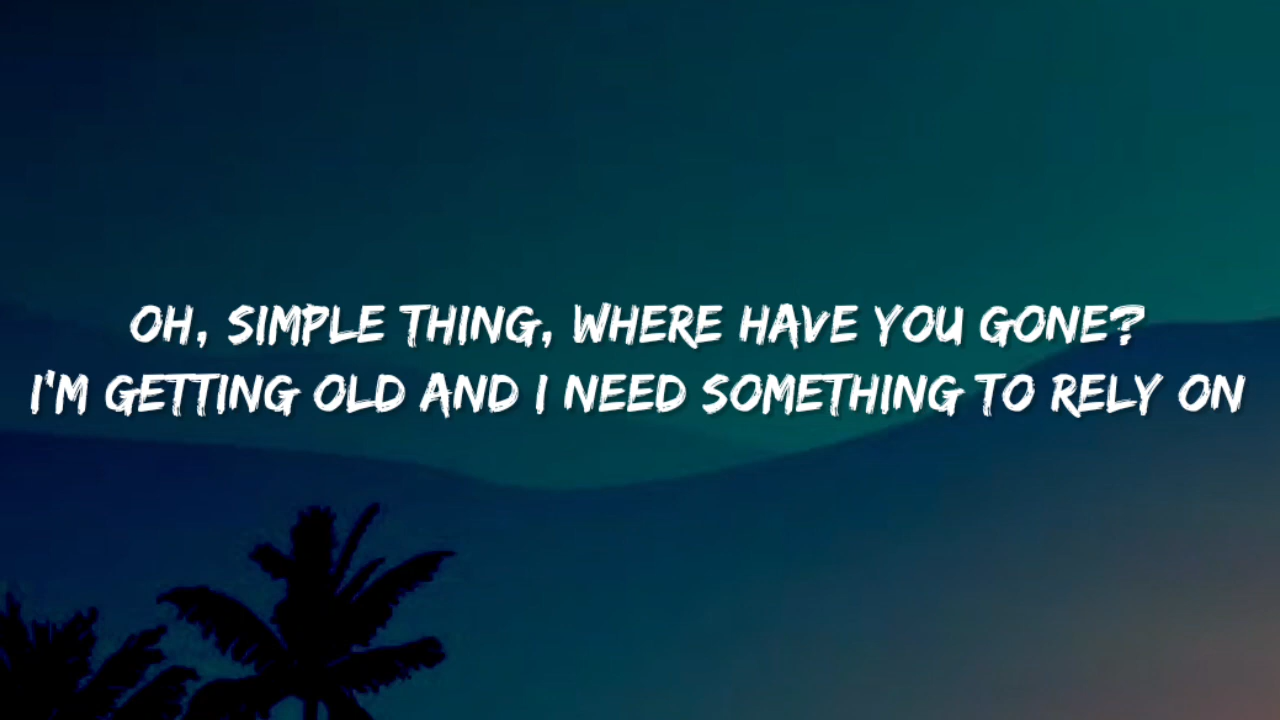 OH, SIMPLE THING, WHERE HAVE YOU GONE?
I'M GETTING OLD AND I NEED SOMETHING TO RELY ON